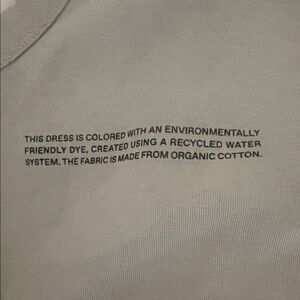 THIS DRESS IS COLORED WITH AN ENVIRONMENTALLY
FRIENDLY DYE, CREATED USING A RECYCLED WATER
SYSTEM. THE FABRIC IS MADE FROM ORGANIC COTTON.